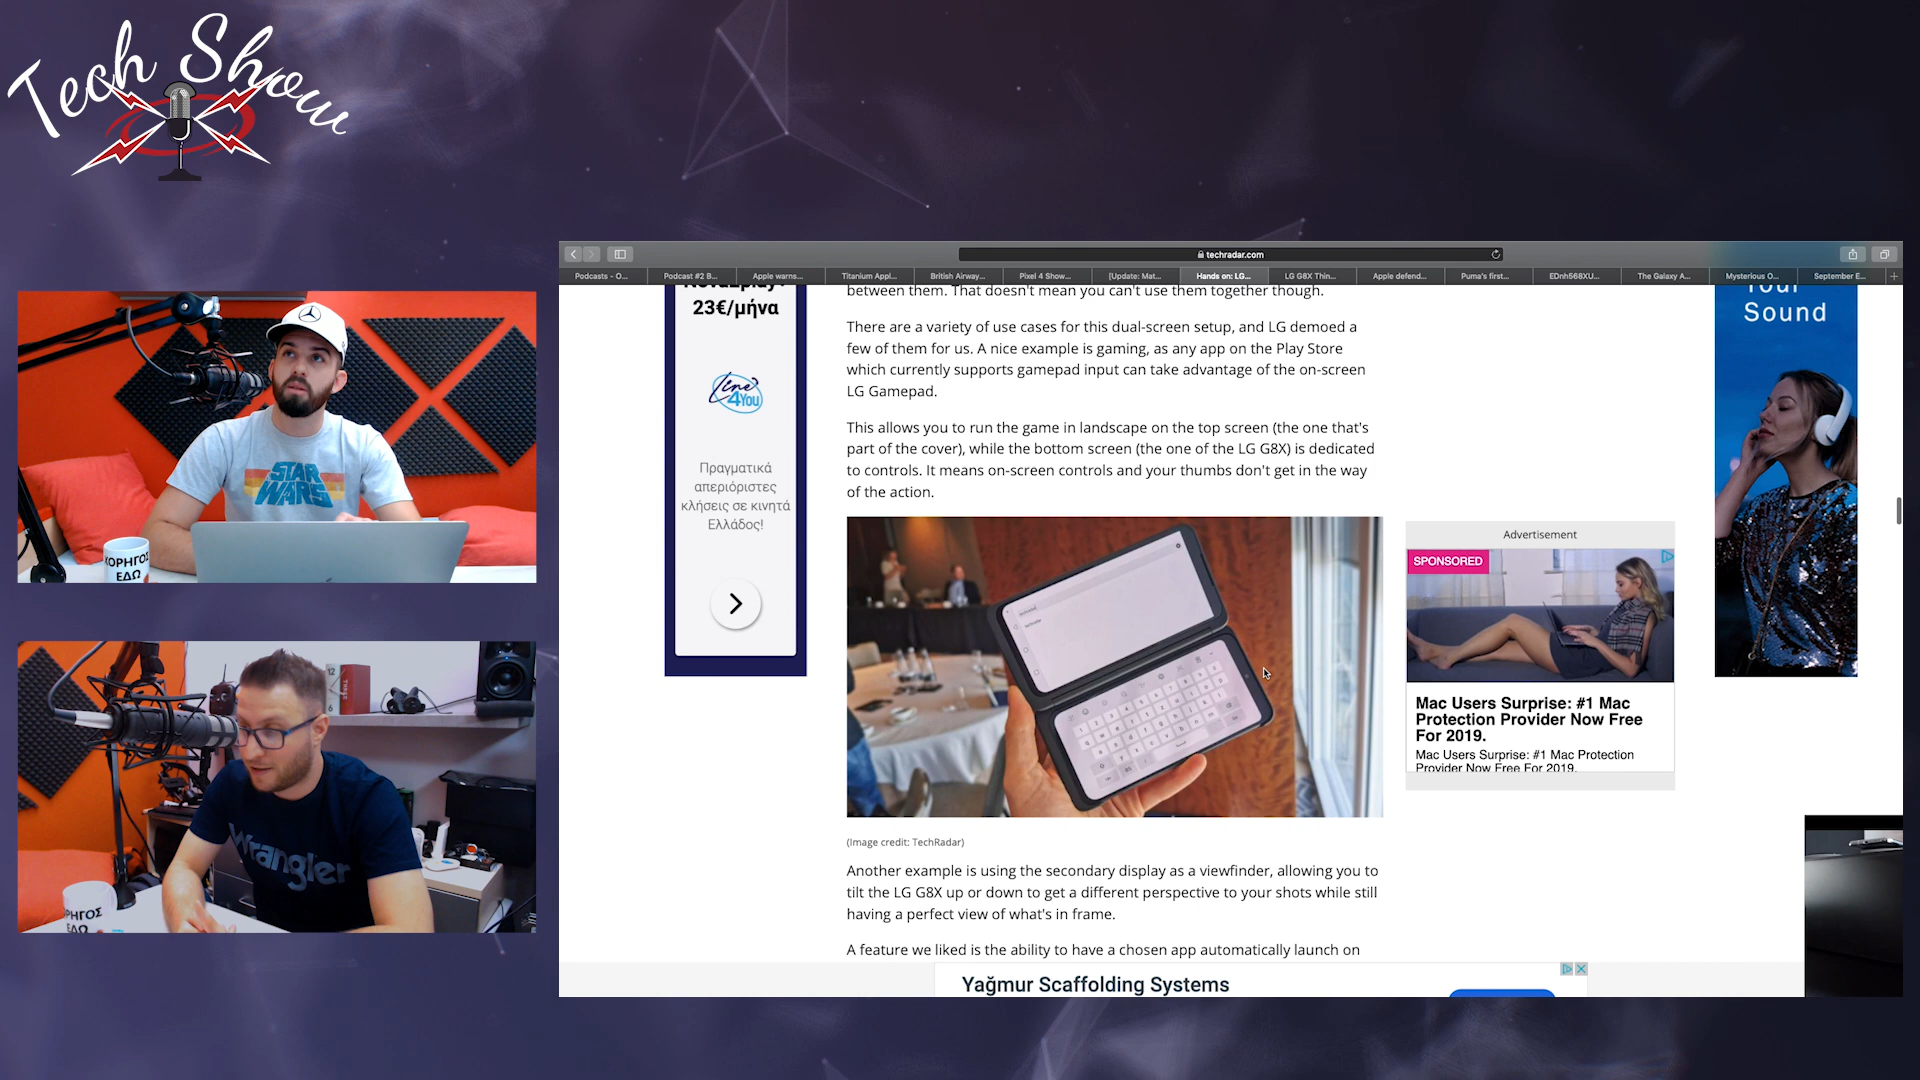 Tech Show
techradar.com
Podcasts - O...
Podcast #2 B...
Apple warns...
Titanium Appl...
British Airway...
Pixel 4 Show...
[Update: Mat...
Hands on: LG...
LG G8X Thin...
Apple defend...
Puma's first...
EDnh568XU...
The Galaxy A...
Mysterious O...
September E...
23€/μήνα
Line
4You
Πραγματικά
απεριόριστες
κλήσεις σε κινητά
Ελλάδος!
between them. That doesn't mean you can't use them together though.
There are a variety of use cases for this dual-screen setup, and LG demoed a
few of them for us. A nice example is gaming, as any app on the Play Store
which currently supports gamepad input can take advantage of the on-screen
LG Gamepad.
This allows you to run the game in landscape on the top screen (the one that's
part of the cover), while the bottom screen (the one of the LG G8X) is dedicated
to controls. It means on-screen controls and your thumbs don't get in the way
of the action.
(Image credit: TechRadar)
Another example is using the secondary display as a viewfinder, allowing you to
tilt the LG G8X up or down to get a different perspective to your shots while still
having a perfect view of what's in frame.
A feature we liked is the ability to have a chosen app automatically launch on
Advertisement
SPONSORED
Mac Users Surprise: #1 Mac
Protection Provider Now Free
For 2019.
Mac Users Surprise: #1 Mac Protection
Provider Now Free For 2019.
Your
Sound
Yağmur Scaffolding Systems
STAR
WARS
ΧΟΡΗΓΟΣ
ΕΔΩ
Wrangler
ΡΗΓΟΣ
ΕΔΩ